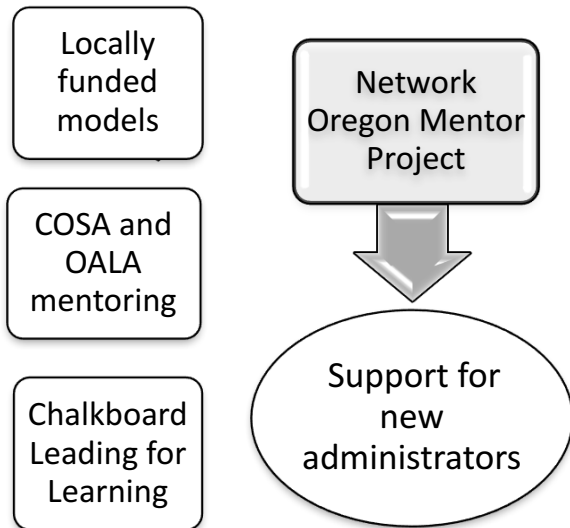 Locally
funded
models
COSA and
OALA
mentoring
Chalkboard
Leading for
Learning
Network
Oregon Mentor
Project
Support for
new
administrators